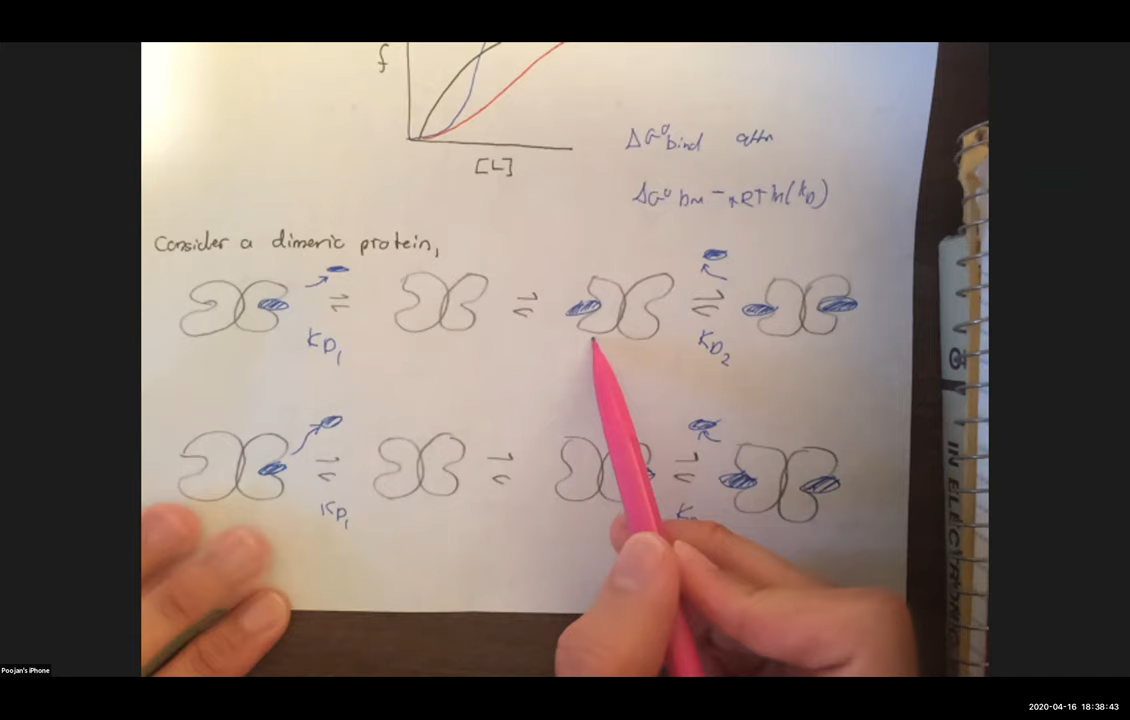 f
[L]
ΔG°bind
ΔG° = RT ln(KD)
Consider a dimeric protein,
⇌ ⇌ ⇌
KD1 KD2
⇌ ⇌ ⇌
KD1 K
IN ELECTRONIC
Poojan's iPhone
2020-04-16 18:38:43